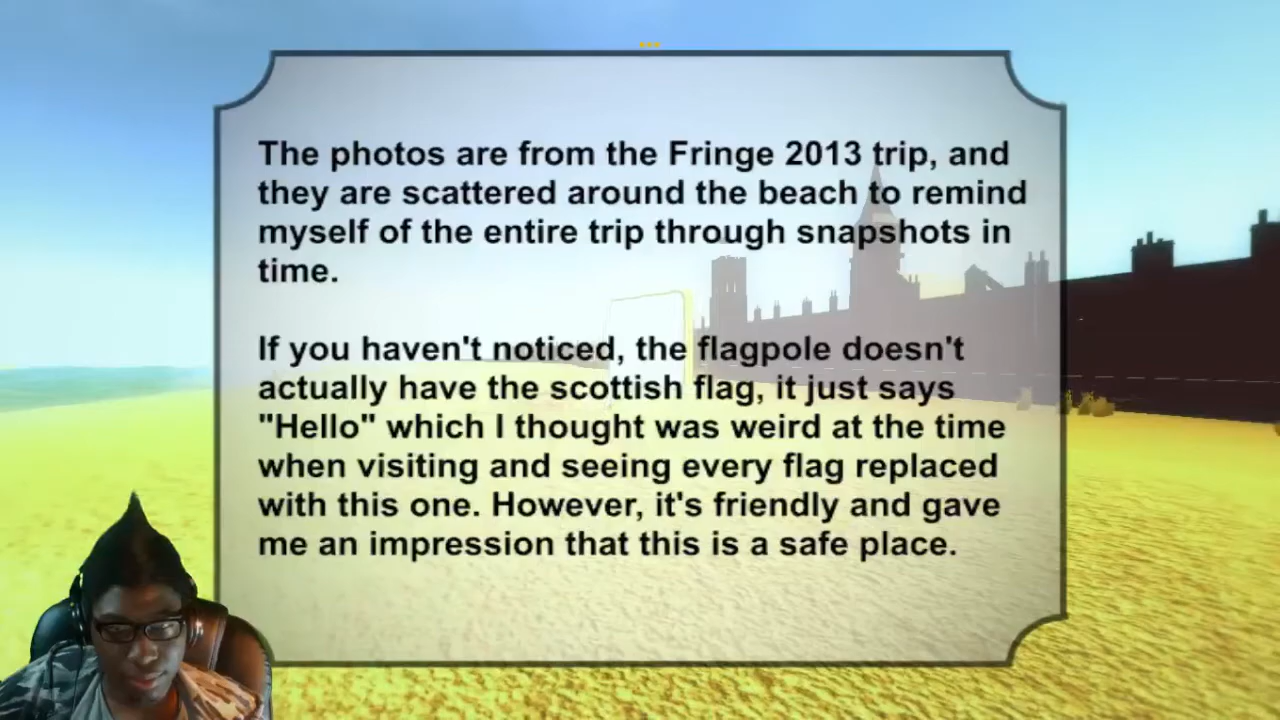 The photos are from the Fringe 2013 trip, and
they are scattered around the beach to remind
myself of the entire trip through snapshots in
time.
If you haven't noticed, the flagpole doesn't
actually have the scottish flag, it just says
"Hello" which I thought was weird at the time
when visiting and seeing every flag replaced
with this one. However, it's friendly and gave
me an impression that this is a safe place.